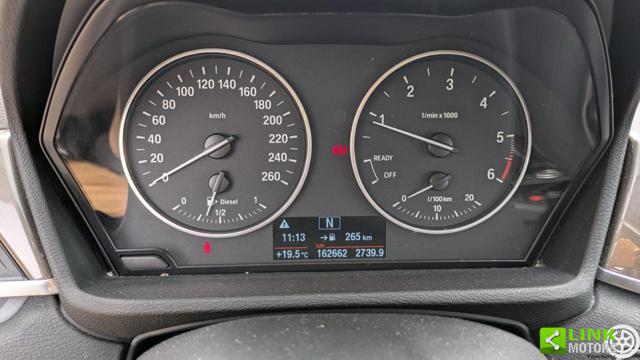 100 120 140
80 160
60 180
40 200
20 220
0 240
260
km/h
Diesel
0 1/2 1
1 2 3 4 5 6
1/min x 1000
READY
OFF
0 10 20
l/100 km
N
11:13 265 km
km
+19.5°C 162662 2739.9
LINK
MOTORS